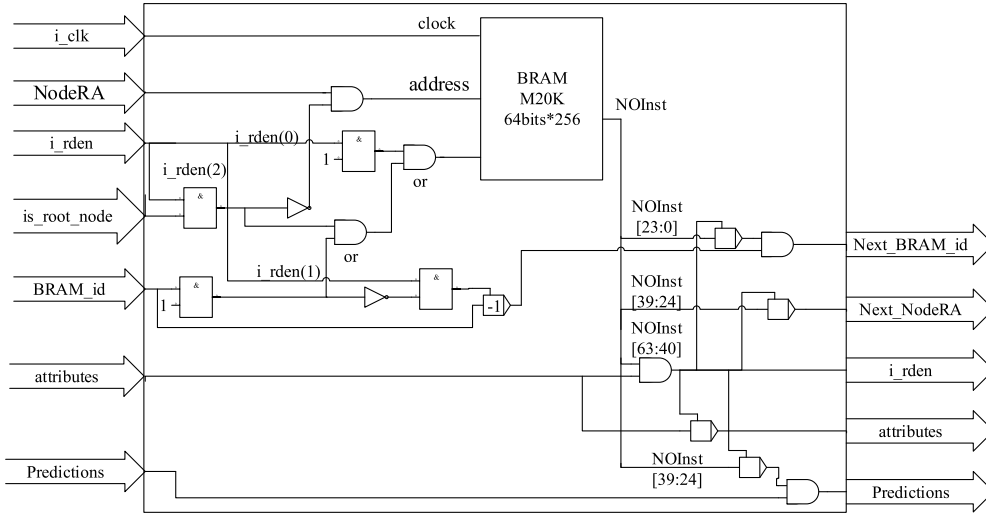 i_clk
clock
NodeRA
address
BRAM
M20K
64bits*256
NOInst
i_rden
i_rden(0)
&
1
or
i_rden(2)
&
is_root_node
or
NOInst
[23:0]
Next_BRAM_id
BRAM_id
&
1
i_rden(1)
&
-1
NOInst
[39:24]
Next_NodeRA
NOInst
[63:40]
attributes
i_rden
attributes
Predictions
NOInst
[39:24]
Predictions